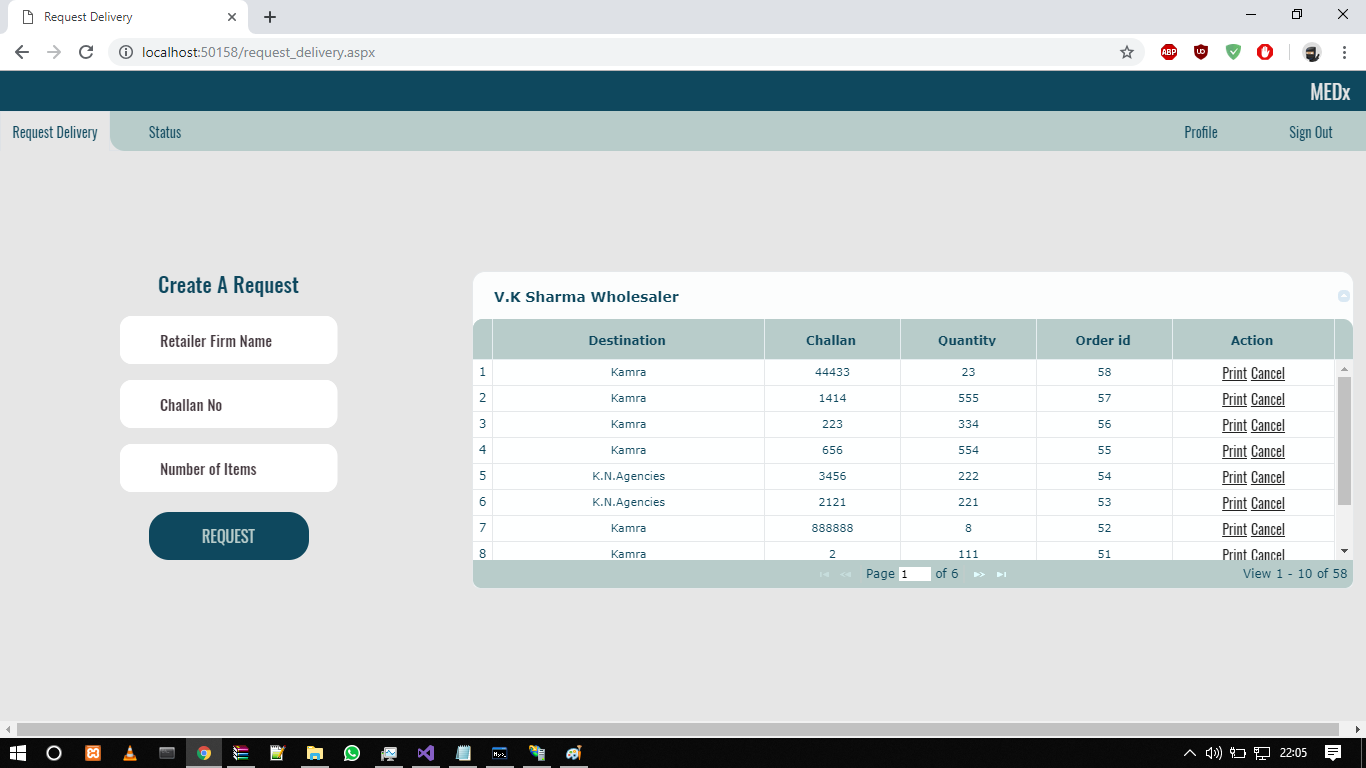 Request Delivery
localhost:50158/request_delivery.aspx
ABP
UD
MEDx
Request Delivery Status Profile Sign Out
Create A Request
Retailer Firm Name
Challan No
Number of Items
REQUEST
V.K Sharma Wholesaler
Destination Challan Quantity Order id Action
1 Kamra 44433 23 58 Print Cancel
2 Kamra 1414 555 57 Print Cancel
3 Kamra 223 334 56 Print Cancel
4 Kamra 656 554 55 Print Cancel
5 K.N.Agencies 3456 222 54 Print Cancel
6 K.N.Agencies 2121 221 53 Print Cancel
7 Kamra 888888 8 52 Print Cancel
8 Kamra 2 111 51 Print Cancel
Page 1 of 6 View 1 - 10 of 58
22:05